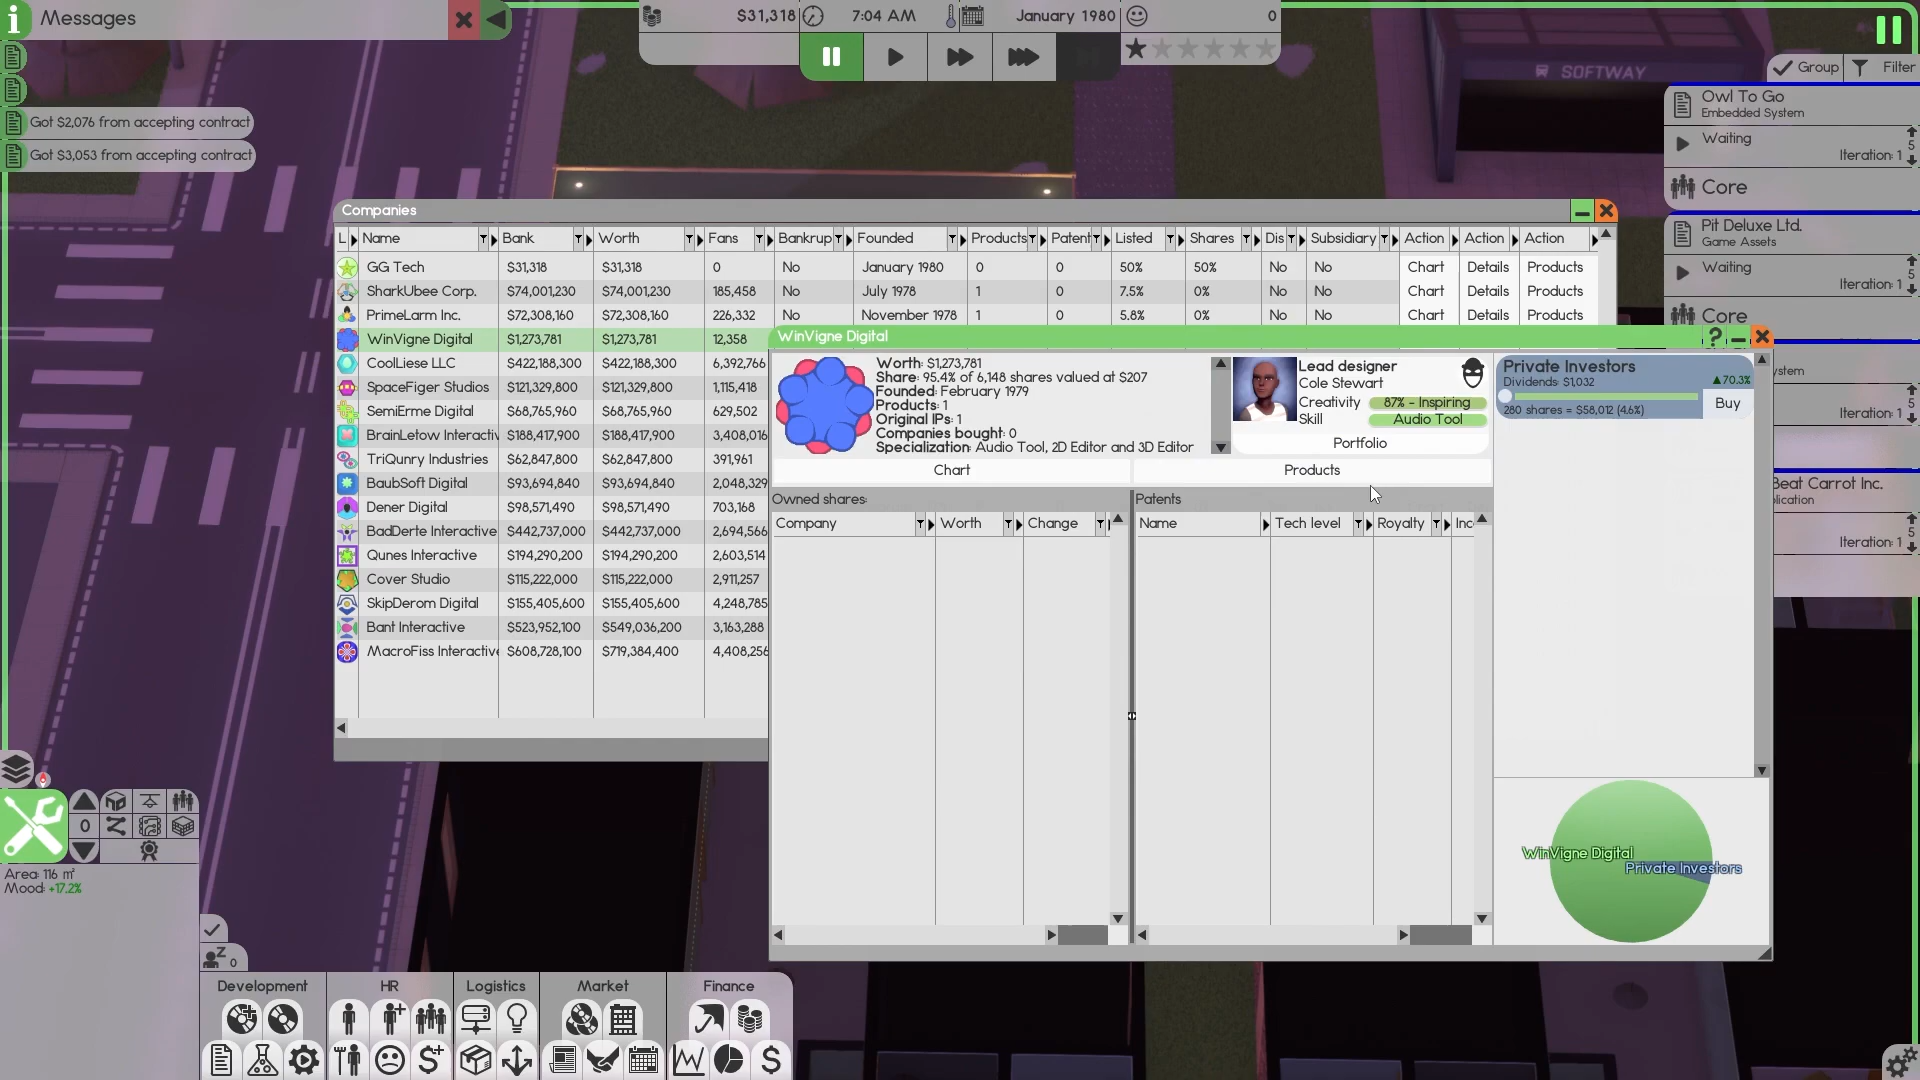 Messages
$31,318
7:04 AM
January 1980
0
Got $2,076 from accepting contract
Got $3,053 from accepting contract
SOFTWAY
Group
Filter
Owl To Go
Embedded System
Waiting
5
Iteration: 1
Core
Pit Deluxe Ltd.
Game Assets
Waiting
5
Iteration: 1
Core
ystem
5
Iteration: 1
Beat Carrot Inc.
plication
5
Iteration: 1
Companies
L Name Bank Worth Fans Bankrup Founded Products Patent Listed Shares Dis Subsidiary Action Action Action
GG Tech $31,318 $31,318 0 No January 1980 0 0 50% 50% No No Chart Details Products
SharkUbee Corp. $74,001,230 $74,001,230 185,458 No July 1978 1 0 7.5% 0% No No Chart Details Products
PrimeLarm Inc. $72,308,160 $72,308,160 226,332 No November 1978 1 0 5.8% 0% No No Chart Details Products
WinVigne Digital $1,273,781 $1,273,781 12,358
CoolLiese LLC $422,188,300 $422,188,300 6,392,766
SpaceFiger Studios $121,329,800 $121,329,800 1,115,418
SemiErme Digital $68,765,960 $68,765,960 629,502
BrainLetow Interactiv $188,417,900 $188,417,900 3,408,016
TriQunry Industries $62,847,800 $62,847,800 391,961
BaubSoft Digital $93,694,840 $93,694,840 2,048,329
Dener Digital $98,571,490 $98,571,490 703,168
BadDerte Interactive $442,737,000 $442,737,000 2,694,566
Qunes Interactive $194,290,200 $194,290,200 2,603,514
Cover Studio $115,222,000 $115,222,000 2,911,257
SkipDerom Digital $155,405,600 $155,405,600 4,248,785
Bant Interactive $523,952,100 $549,036,200 3,163,288
MacroFiss Interactive $608,728,100 $719,384,400 4,408,256
WinVigne Digital
?
Worth: $1,273,781
Share: 95.4% of 6,148 shares valued at $207
Founded: February 1979
Products: 1
Original IPs: 1
Companies bought: 0
Specialization: Audio Tool, 2D Editor and 3D Editor
Lead designer
Cole Stewart
Creativity 87% - Inspiring
Skill Audio Tool
Portfolio
Chart
Products
Private Investors
Dividends: $1,032
70.3%
280 shares = $58,012 (4.6%)
Buy
Owned shares:
Company Worth Change
Patents
Name Tech level Royalty Inc
WinVigne Digital
Private Investors
0
Area: 116 m²
Mood: +17.2%
Z
0
Development
HR
Logistics
Market
Finance